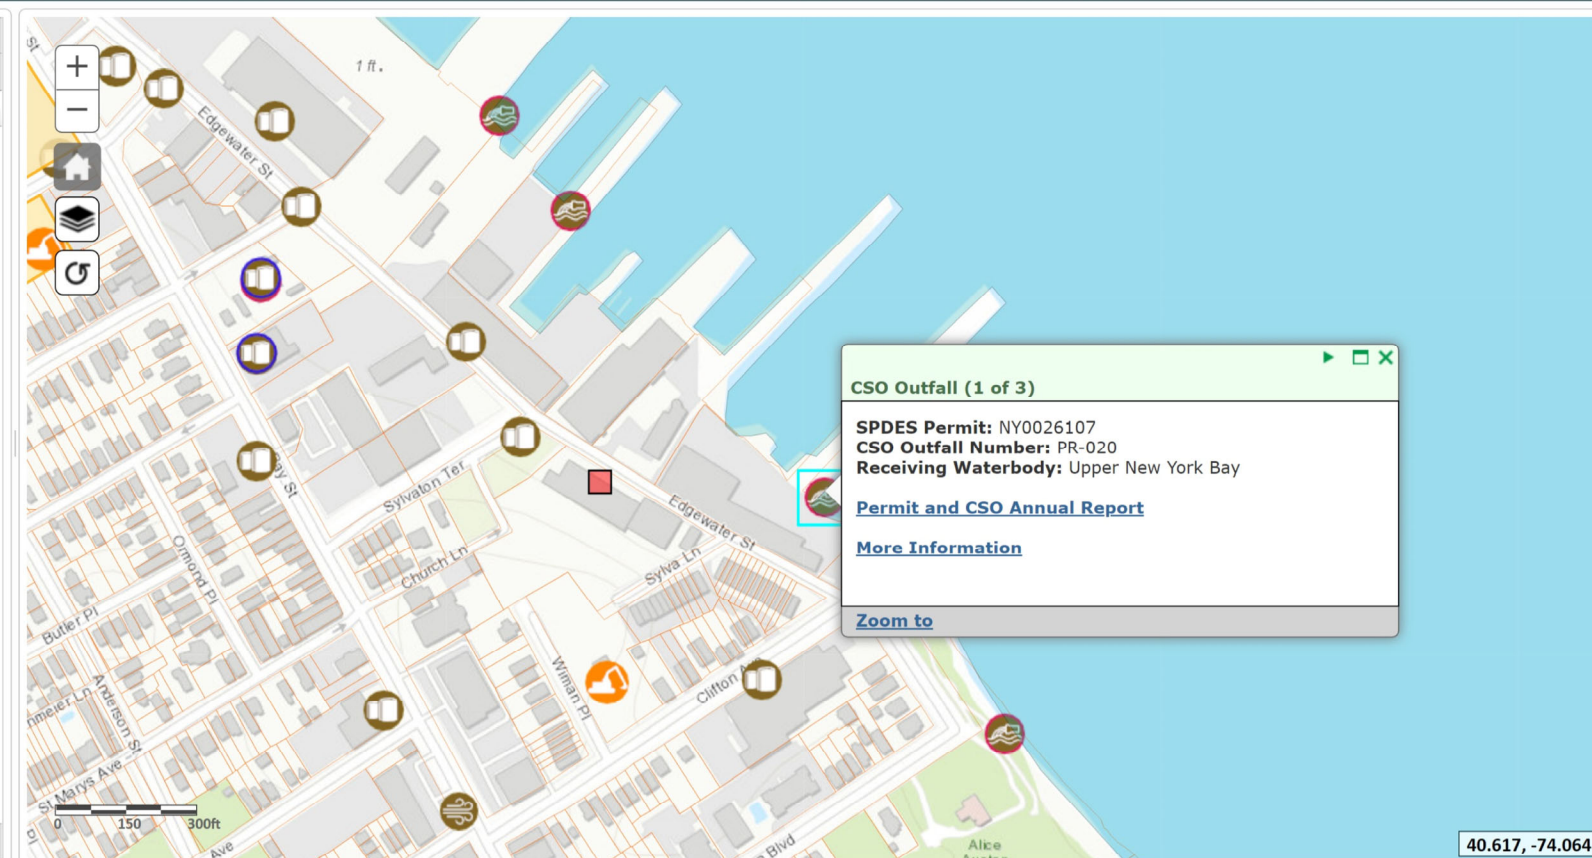 St
1 ft.
+
−
Edgewater St
CSO Outfall (1 of 3)
SPDES Permit: NY0026107
CSO Outfall Number: PR-020
Receiving Waterbody: Upper New York Bay
Permit and CSO Annual Report
More Information
Zoom to
Bay St
Sylvaton Ter
Edgewater St
Ormond Pl
Church Ln
Sylva Ln
Butler Pl
Wiman Pl
Clifton
Anderson St
St Marys Ave
0 150 300ft
Ave
Blvd
Alice
40.617, -74.064